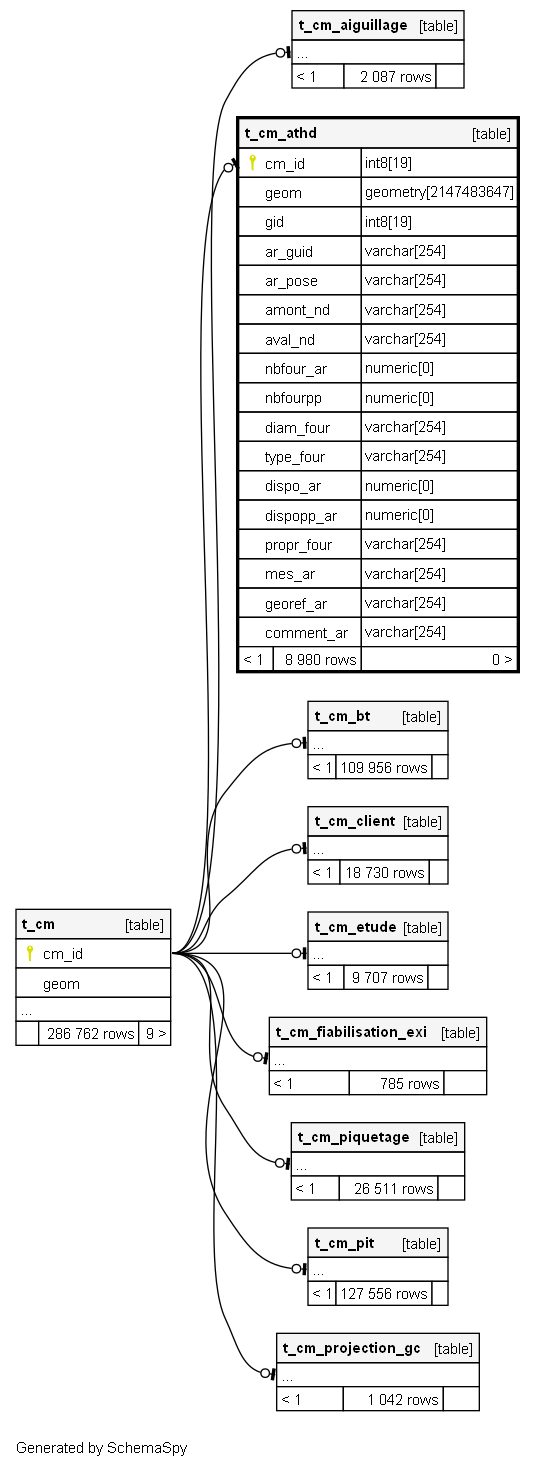 t_cm_aiguillage [table]
...
< 1 2 087 rows
t_cm_athd [table]
cm_id int8[19]
geom geometry[2147483647]
gid int8[19]
ar_guid varchar[254]
ar_pose varchar[254]
amont_nd varchar[254]
aval_nd varchar[254]
nbfour_ar numeric[0]
nbfourpp numeric[0]
diam_four varchar[254]
type_four varchar[254]
dispo_ar numeric[0]
dispopp_ar numeric[0]
propr_four varchar[254]
mes_ar varchar[254]
georef_ar varchar[254]
comment_ar varchar[254]
< 1 8 980 rows 0 >
t_cm_bt [table]
...
< 1 109 956 rows
t_cm_client [table]
...
< 1 18 730 rows
t_cm [table]
cm_id
geom
...
286 762 rows 9 >
t_cm_etude [table]
...
< 1 9 707 rows
t_cm_fiabilisation_exi [table]
...
< 1 785 rows
t_cm_piquetage [table]
...
< 1 26 511 rows
t_cm_pit [table]
...
< 1 127 556 rows
t_cm_projection_gc [table]
...
< 1 1 042 rows
Generated by SchemaSpy